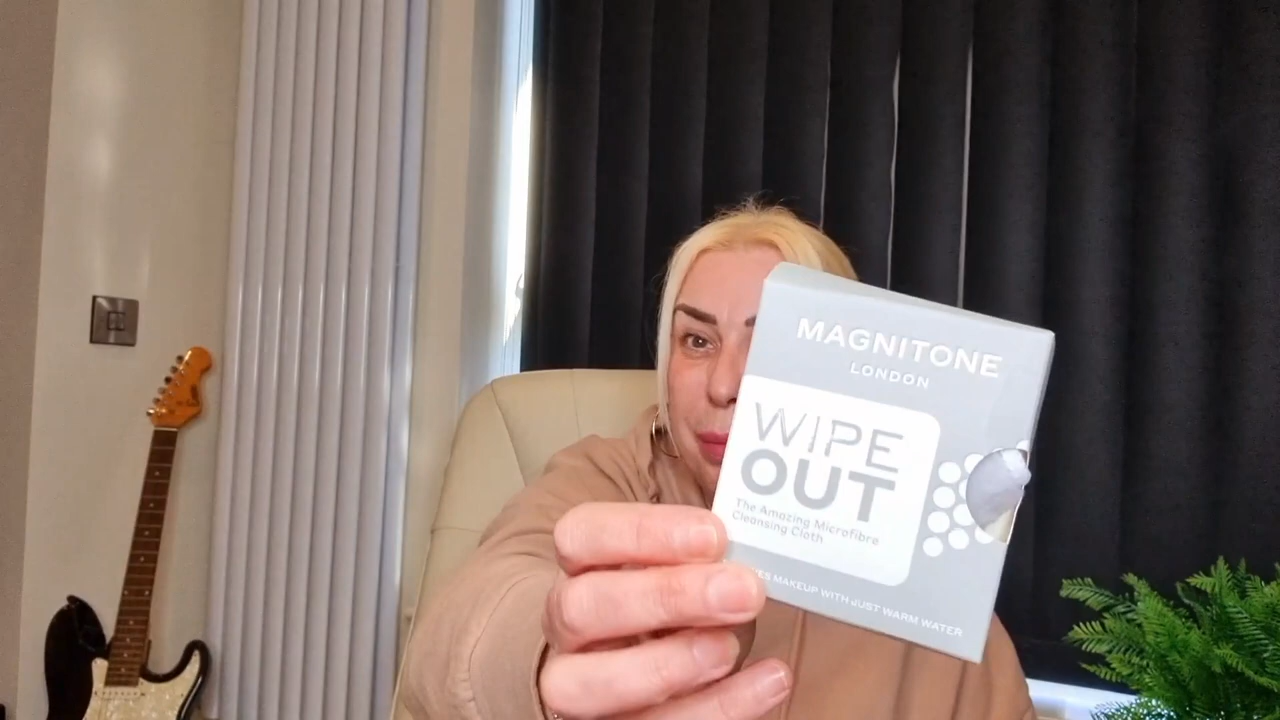 MAGNITONE
LONDON
WIPE
OUT
The Amazing Microfibre
Cleansing Cloth
MAKEUP WITH JUST WARM WATER